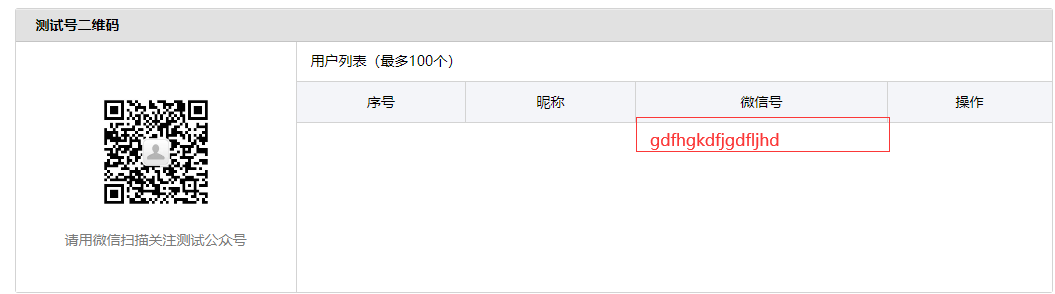 测试号二维码
用户列表（最多100个）
序号 昵称 微信号 操作
gdfhgkdfjgdfljhd
请用微信扫描关注测试公众号